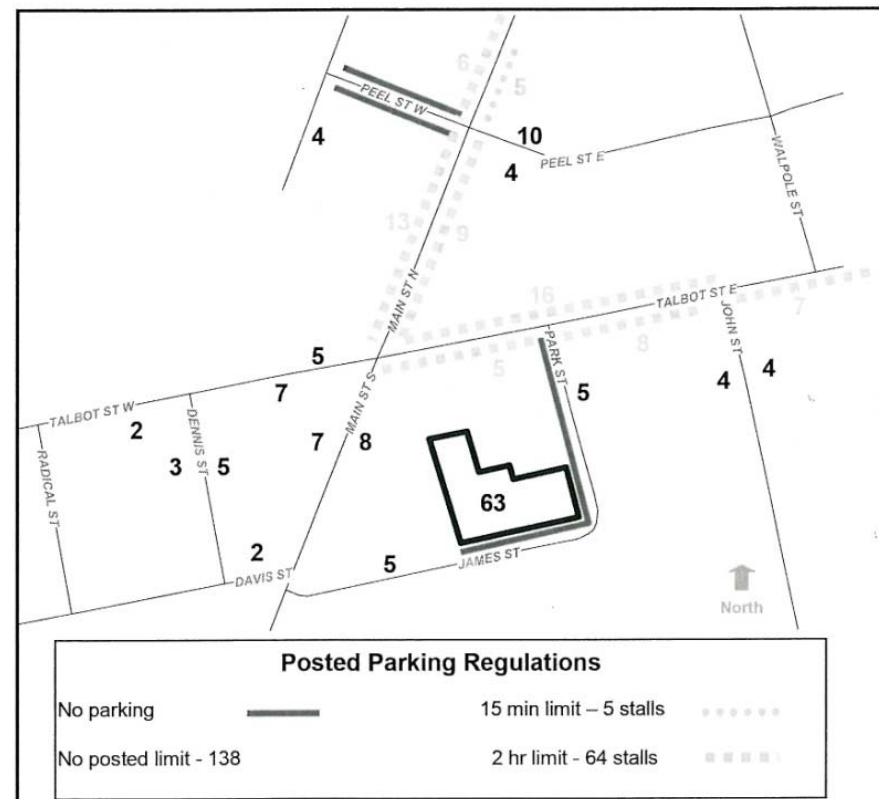 6
5
PEEL ST W
4
10
4
PEEL ST E
WALPOLE ST
13
9
MAIN ST N
16
TALBOT ST E
7
8
JOHN ST
5
PARK ST
5
7
5
MAIN ST S
4
4
TALBOT ST W
2
DENNIS ST
3
5
7
8
RADICAL ST
63
2
5
DAVIS ST
JAMES ST
North
Posted Parking Regulations
No parking
15 min limit – 5 stalls
No posted limit - 138
2 hr limit - 64 stalls